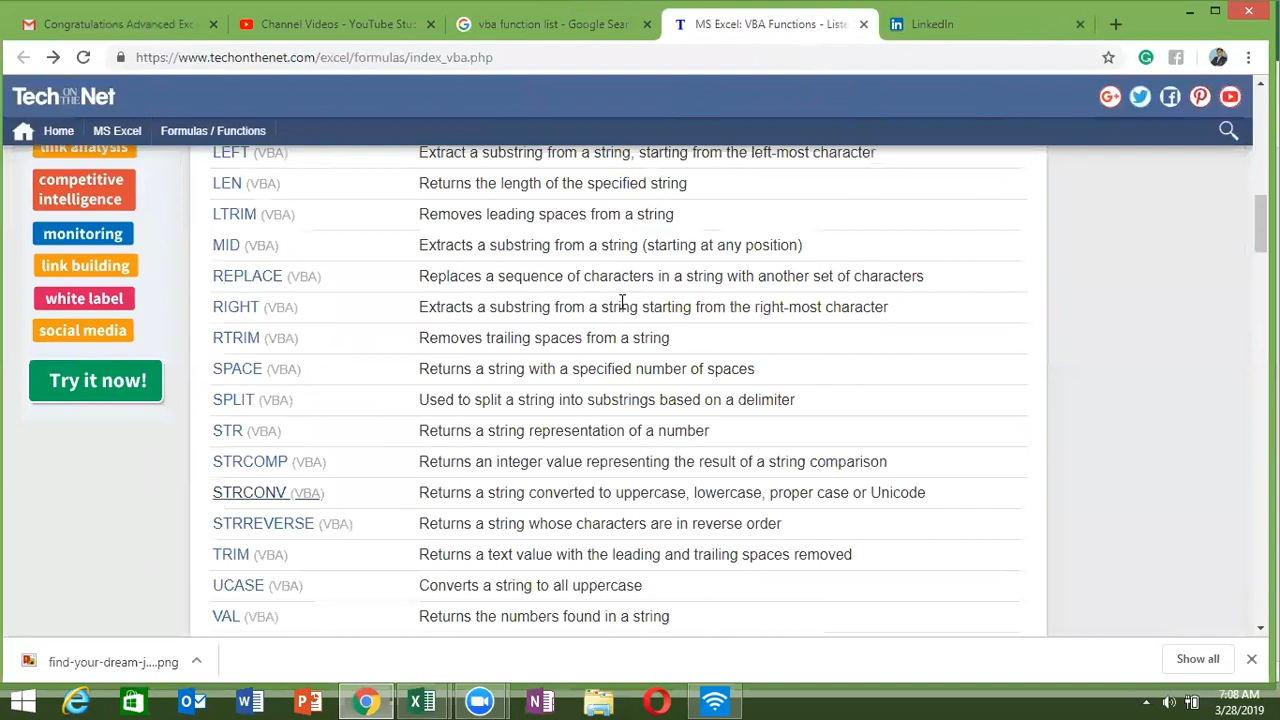 Congratulations Advanced Exc
Channel Videos - YouTube Stu
vba function list - Google Sear
MS Excel: VBA Functions - Liste
LinkedIn
https://www.techonthenet.com/excel/formulas/index_vba.php
Tech ON THE Net
Home
MS Excel
Formulas / Functions
link analysis
competitive
intelligence
monitoring
link building
white label
social media
Try it now!
LEFT (VBA) Extract a substring from a string, starting from the left-most character
LEN (VBA) Returns the length of the specified string
LTRIM (VBA) Removes leading spaces from a string
MID (VBA) Extracts a substring from a string (starting at any position)
REPLACE (VBA) Replaces a sequence of characters in a string with another set of characters
RIGHT (VBA) Extracts a substring from a string starting from the right-most character
RTRIM (VBA) Removes trailing spaces from a string
SPACE (VBA) Returns a string with a specified number of spaces
SPLIT (VBA) Used to split a string into substrings based on a delimiter
STR (VBA) Returns a string representation of a number
STRCOMP (VBA) Returns an integer value representing the result of a string comparison
STRCONV (VBA) Returns a string converted to uppercase, lowercase, proper case or Unicode
STRREVERSE (VBA) Returns a string whose characters are in reverse order
TRIM (VBA) Returns a text value with the leading and trailing spaces removed
UCASE (VBA) Converts a string to all uppercase
VAL (VBA) Returns the numbers found in a string
find-your-dream-j....png
Show all
7:08 AM
3/28/2019